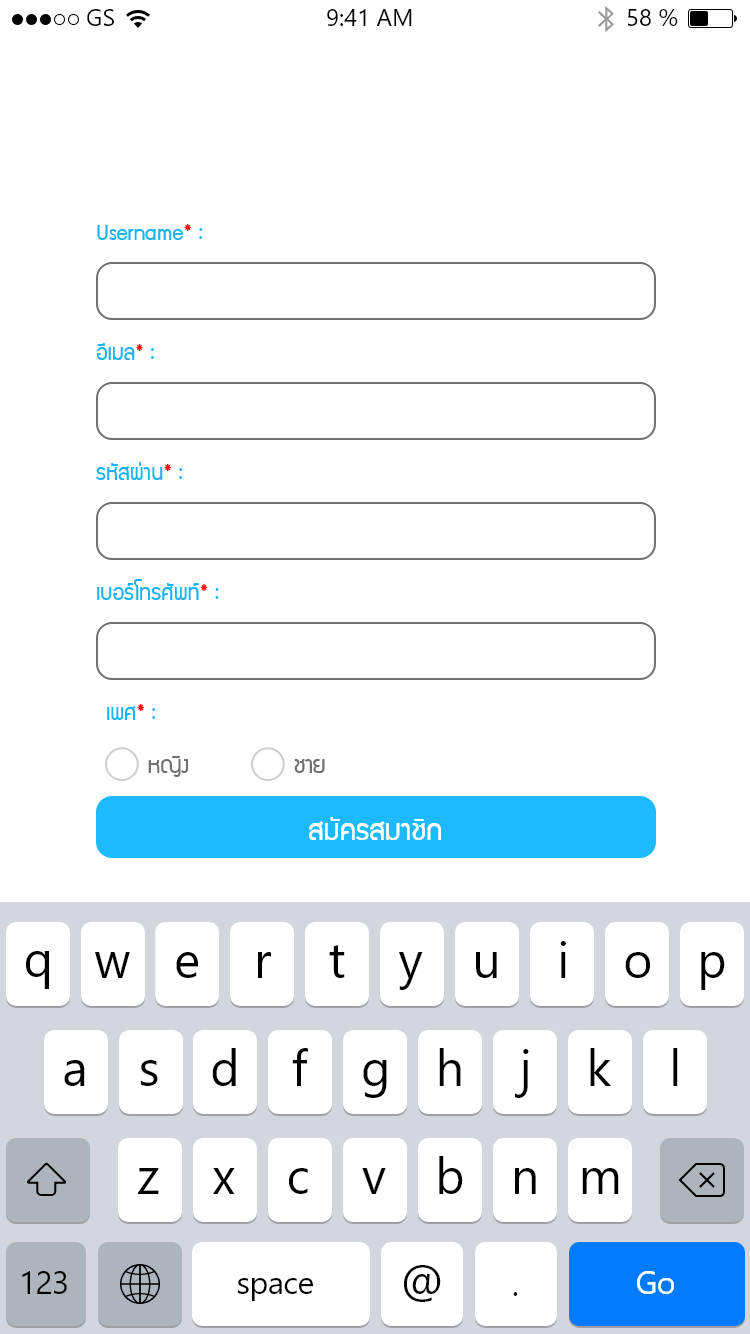 GS 9:41 AM 58 %
Username* :
อีเมล* :
รหัสผ่าน* :
เบอร์โทรศัพท์* :
เพศ* :
หญิง ชาย
สมัครสมาชิก
q w e r t y u i o p
a s d f g h j k l
z x c v b n m
123 space @ . Go